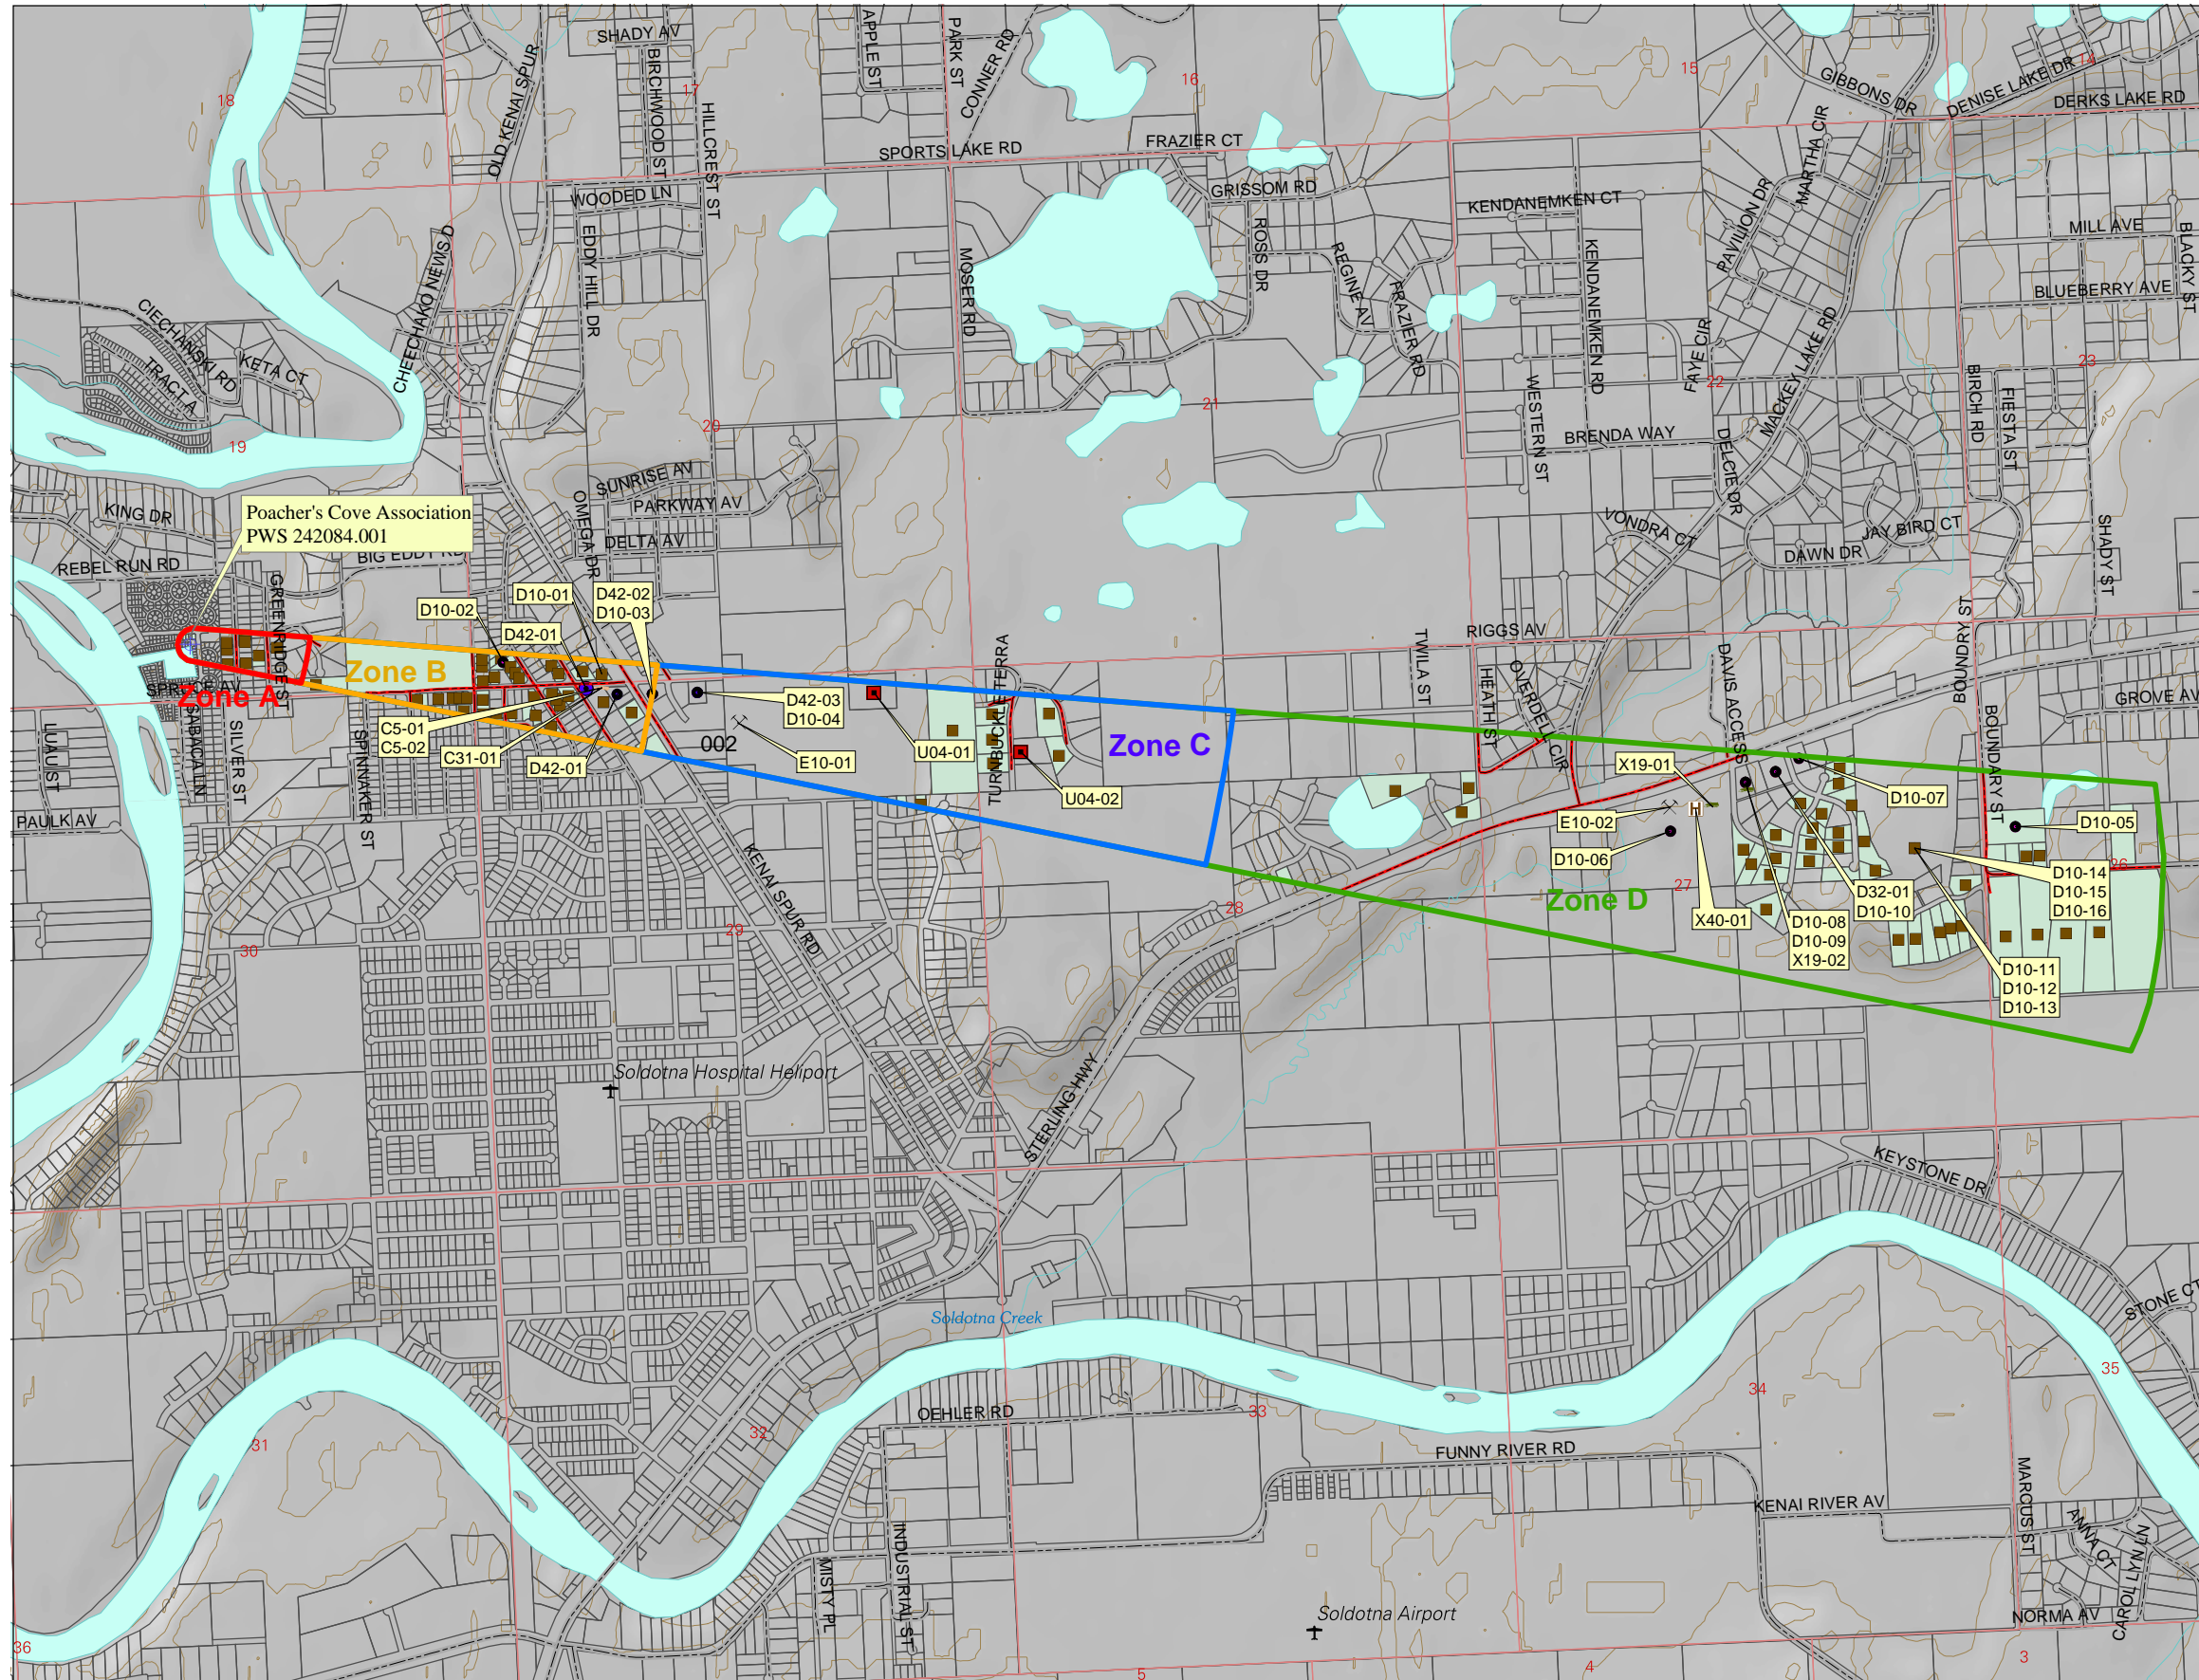 SHADY AV
APPLE ST
PARK ST
CONNER RD
OLD KENAI SPUR
BIRCHWOOD ST
HILLCREST ST
18
17
16
15
14
GIBBONS DR
DENISE LAKE DR
DERKS LAKE RD
SPORTS LAKE RD
FRAZIER CT
MARTHA CIR
WOODED LN
GRISSOM RD
KENDANEMKEN CT
PAVILION DR
MILL AVE
BLACKY ST
EDDY HILL DR
MOSER RD
ROSS DR
REGINE AV
FRAZIER RD
KENDANEMKEN RD
BLUEBERRY AVE
CIECHANSKI RD
KETA CT
TRACT A
CHEECHAKO NEWS D
FAYE CIR
MACKEY LAKE RD
22
23
BIRCH RD
FIESTA ST
WESTERN ST
19
20
21
BRENDA WAY
DELCIE DR
SUNRISE AV
PARKWAY AV
OMEGA DR
DELTA AV
KING DR
Poacher's Cove Association
PWS 242084.001
BIG EDDY RD
REBEL RUN RD
VONDRA CT
JAY BIRD CT
DAWN DR
SHADY ST
GREENRIDGE ST
D10-02
D10-01
D42-02
D10-03
D42-01
RIGGS AV
TWILA ST
HEATH ST
OVERDELL CIR
DAVIS ACCESS
BOUNDRY ST
GROVE AV
Zone B
SPRUCE AV
Zone A
TURNBUCKLE TERRA
D42-03
D10-04
C5-01
C5-02
C31-01
D42-01
002
E10-01
U04-01
U04-02
Zone C
X19-01
E10-02
D10-06
D10-07
BOUNDARY ST
D10-05
LUAU ST
SABACA LN
SILVER ST
SPINNAKER ST
PAULK AV
KENAI SPUR RD
Zone D
27
26
X40-01
D32-01
D10-10
D10-08
D10-09
X19-02
D10-14
D10-15
D10-16
D10-11
D10-12
D10-13
30
29
28
Soldotna Hospital Heliport
STERLING HWY
KEYSTONE DR
STONE CT
Soldotna Creek
31
32
33
34
35
OEHLER RD
FUNNY RIVER RD
KENAI RIVER AV
MARCUS ST
ANNA CT
CAROL LYN LN
NORMA AV
MISTY PL
INDUSTRIAL ST
Soldotna Airport
36
5
4
3